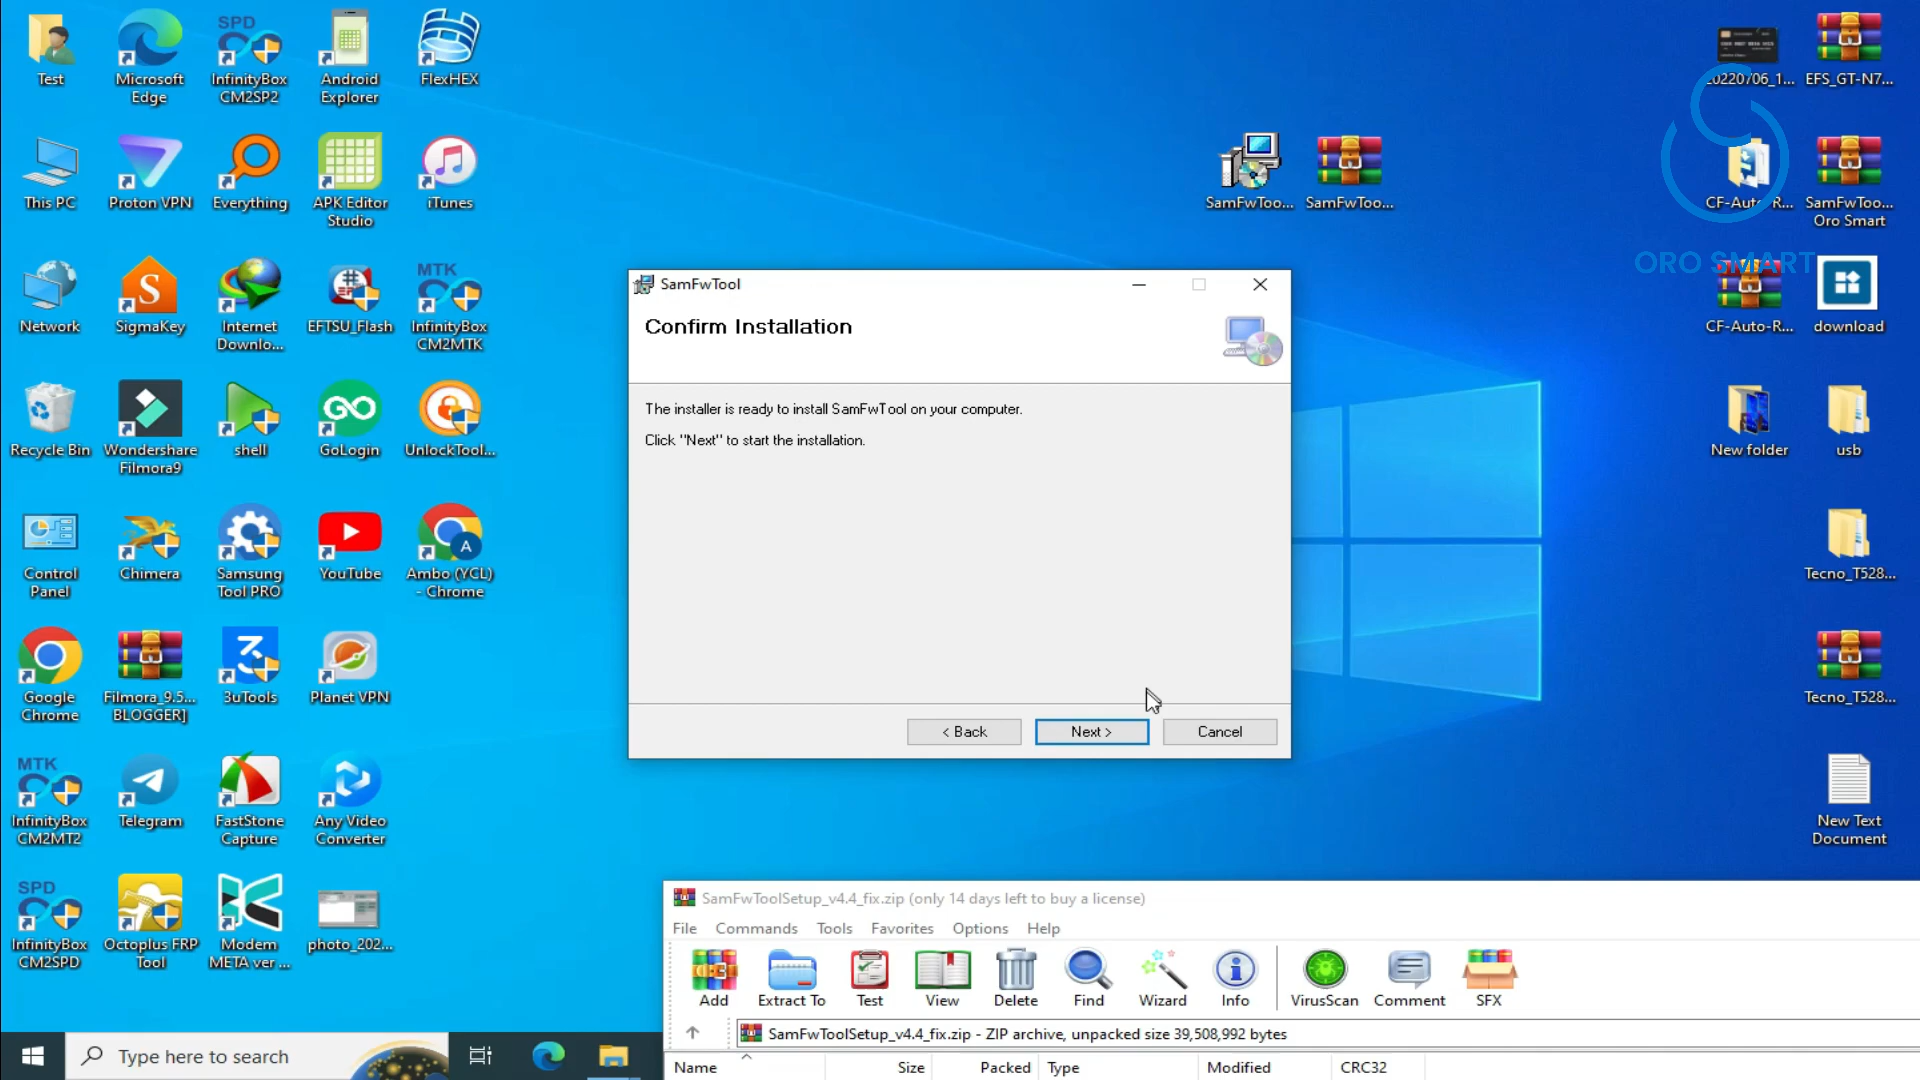 Test
Microsoft
Edge
SPD
InfinityBox
CM2SP2
Android
Explorer
FlexHEX
20220706_1...
EFS_GT-N7...
This PC
Proton VPN
Everything
APK Editor
Studio
iTunes
SamFwToo...
SamFwToo...
CF-Auto-R...
SamFwToo...
Oro Smart
ORO SMART
Network
SigmaKey
Internet
Downlo...
EFTSU_Flash
MTK
InfinityBox
CM2MTK
CF-Auto-R...
download
SamFwTool
Confirm Installation
The installer is ready to install SamFwTool on your computer.
Click "Next" to start the installation.
< Back
Next >
Cancel
Recycle Bin
Wondershare
Filmora9
shell
GO
GoLogin
UnlockTool...
New folder
usb
Control
Panel
Chimera
Samsung
Tool PRO
YouTube
A
Ambo (YCL)
- Chrome
Tecno_T528...
Google
Chrome
Filmora_9.5...
BLOGGER]
3uTools
Planet VPN
Tecno_T528...
MTK
InfinityBox
CM2MT2
Telegram
FastStone
Capture
Any Video
Converter
New Text
Document
SPD
InfinityBox
CM2SPD
Octoplus FRP
Tool
Modem
META ver ...
photo_202...
SamFwToolSetup_v4.4_fix.zip (only 14 days left to buy a license)
File Commands Tools Favorites Options Help
Add Extract To Test View Delete Find Wizard Info VirusScan Comment SFX
SamFwToolSetup_v4.4_fix.zip - ZIP archive, unpacked size 39,508,992 bytes
Name Size Packed Type Modified CRC32
Type here to search